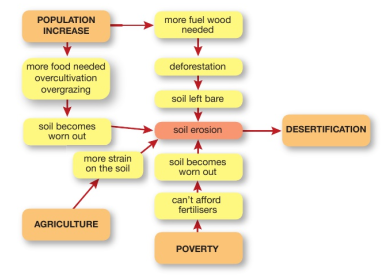 POPULATION
INCREASE
more fuel wood
needed
more food needed
overcultivation
overgrazing
deforestation
soil left bare
soil becomes
worn out
soil erosion
DESERTIFICATION
more strain
on the soil
soil becomes
worn out
can't afford
fertilisers
AGRICULTURE
POVERTY